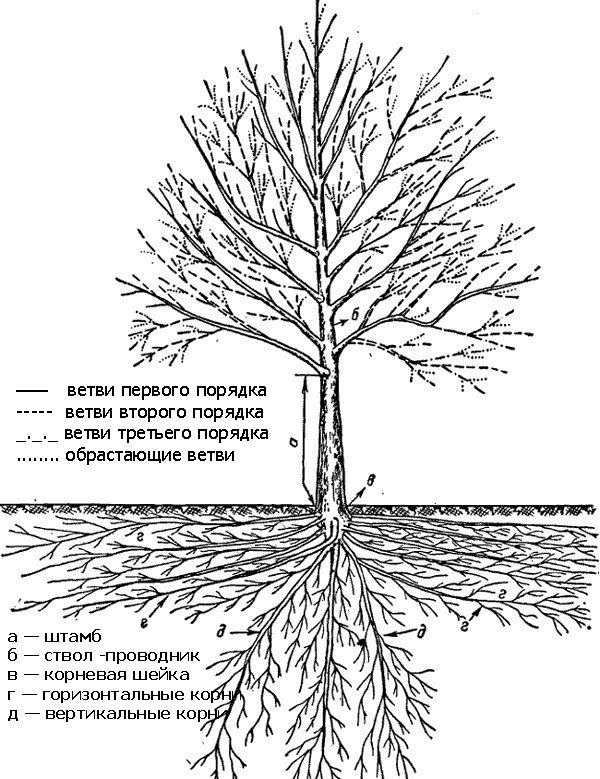 б
——— ветви первого порядка
----- ветви второго порядка
_._._ ветви третьего порядка
........ обрастающие ветви
а
в
г
г
е
г
д
д
а — штамб
б — ствол -проводник
в — корневая шейка
г — горизонтальные корни
д — вертикальные корни